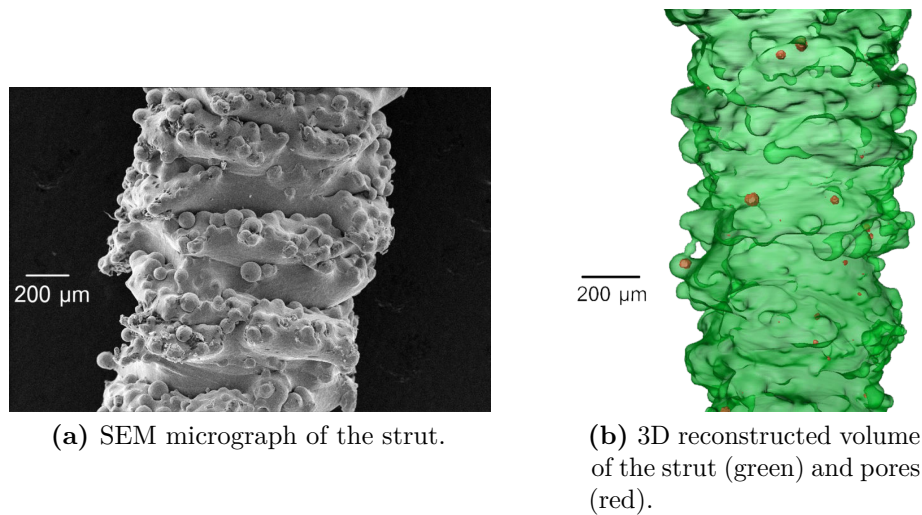 200 µm
200 µm
(a) SEM micrograph of the strut.
(b) 3D reconstructed volume
of the strut (green) and pores
(red).